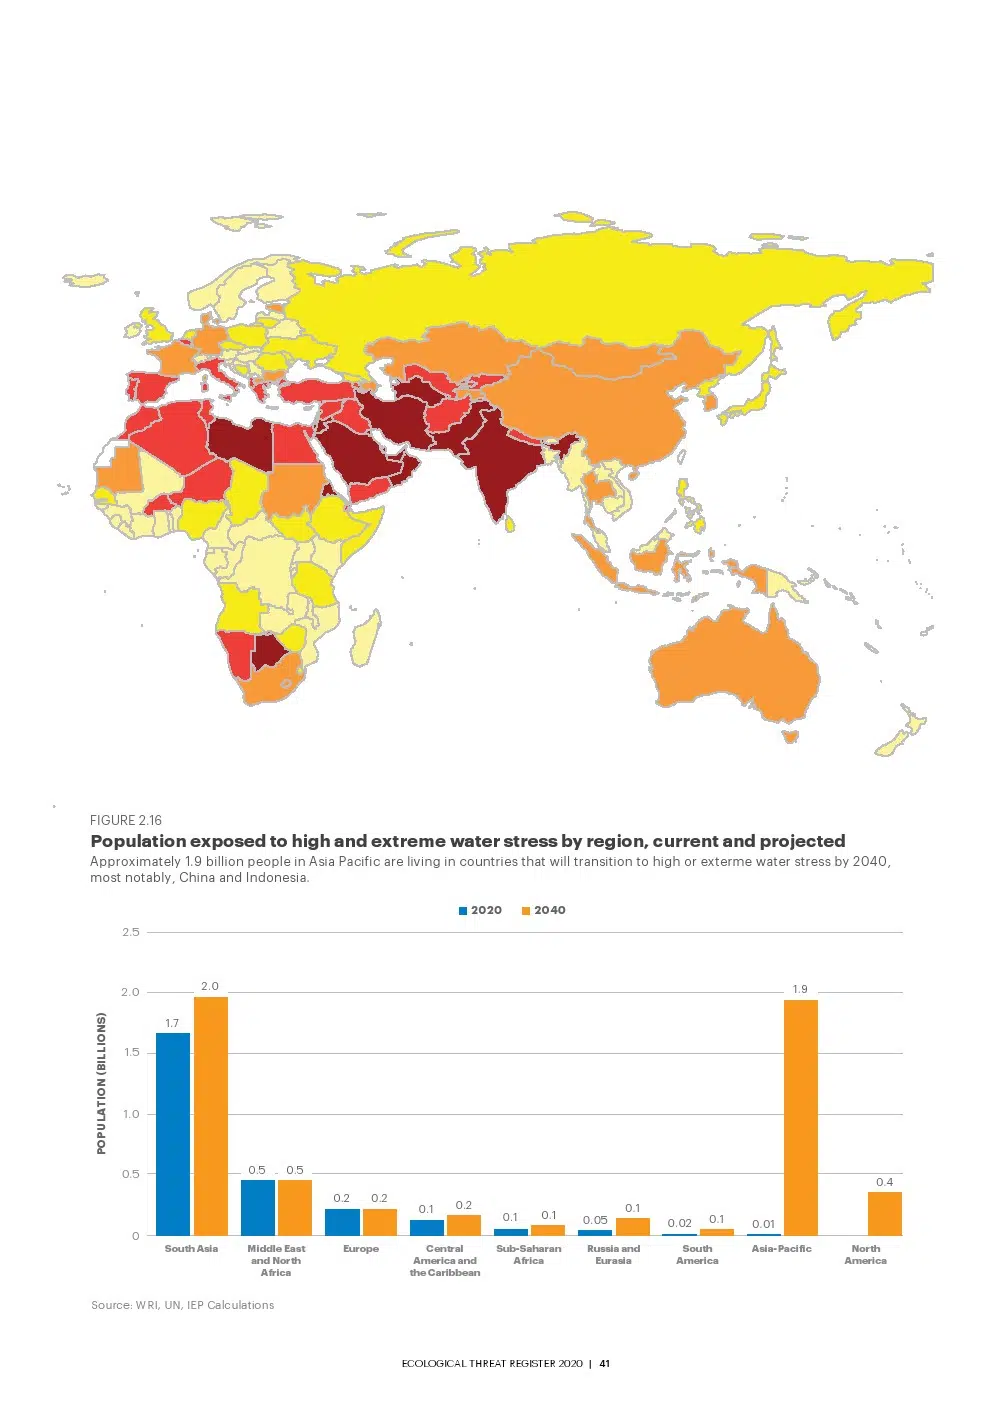 FIGURE 2.16
Population exposed to high and extreme water stress by region, current and projected
Approximately 1.9 billion people in Asia Pacific are living in countries that will transition to high or exterme water stress by 2040,
most notably, China and Indonesia.
2020 2040
POPULATION (BILLIONS)
2.5
2.0
1.5
1.0
0.5
0
1.7 2.0
0.5 0.5
0.2 0.2
0.1 0.2
0.1 0.1
0.05 0.1
0.02 0.1
0.01 1.9
0.4
South Asia
Middle East
and North
Africa
Europe
Central
America and
the Caribbean
Sub-Saharan
Africa
Russia and
Eurasia
South
America
Asia-Pacific
North
America
Source: WRI, UN, IEP Calculations
ECOLOGICAL THREAT REGISTER 2020 | 41